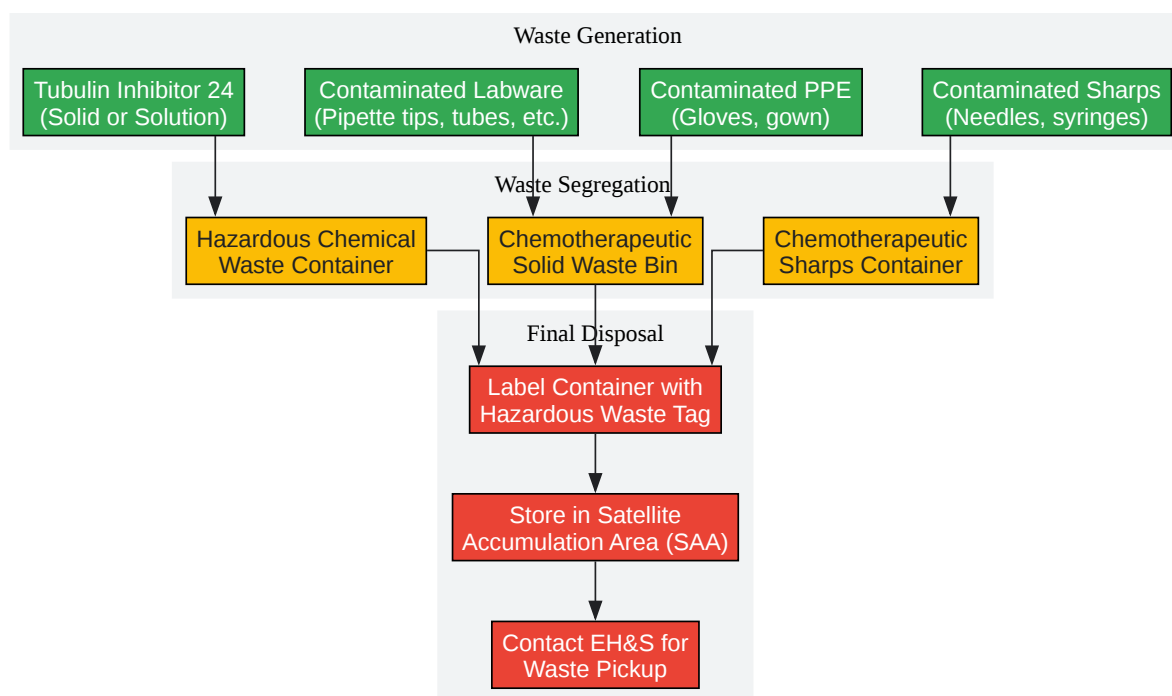 Waste Generation
Tubulin Inhibitor 24
(Solid or Solution)
Contaminated Labware
(Pipette tips, tubes, etc.)
Contaminated PPE
(Gloves, gown)
Contaminated Sharps
(Needles, syringes)
Waste Segregation
Hazardous Chemical
Waste Container
Chemotherapeutic
Solid Waste Bin
Chemotherapeutic
Sharps Container
Final Disposal
Label Container with
Hazardous Waste Tag
Store in Satellite
Accumulation Area (SAA)
Contact EH&S for
Waste Pickup